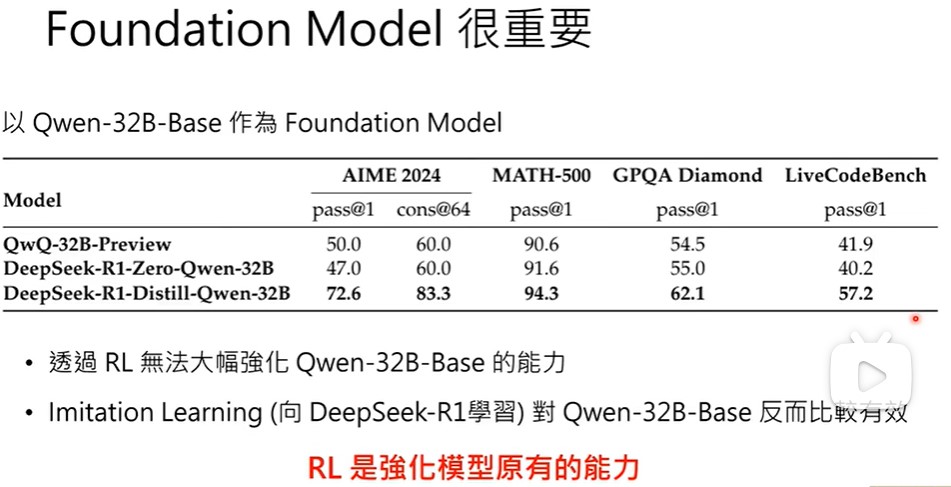 Foundation Model 很重要
以 Qwen-32B-Base 作為 Foundation Model
Model AIME 2024 MATH-500 GPQA Diamond LiveCodeBench
pass@1 cons@64 pass@1 pass@1 pass@1
QwQ-32B-Preview 50.0 60.0 90.6 54.5 41.9
DeepSeek-R1-Zero-Qwen-32B 47.0 60.0 91.6 55.0 40.2
DeepSeek-R1-Distill-Qwen-32B 72.6 83.3 94.3 62.1 57.2
• 透過 RL 無法大幅強化 Qwen-32B-Base 的能力
• Imitation Learning (向 DeepSeek-R1學習) 對 Qwen-32B-Base 反而比較有效
RL 是強化模型原有的能力